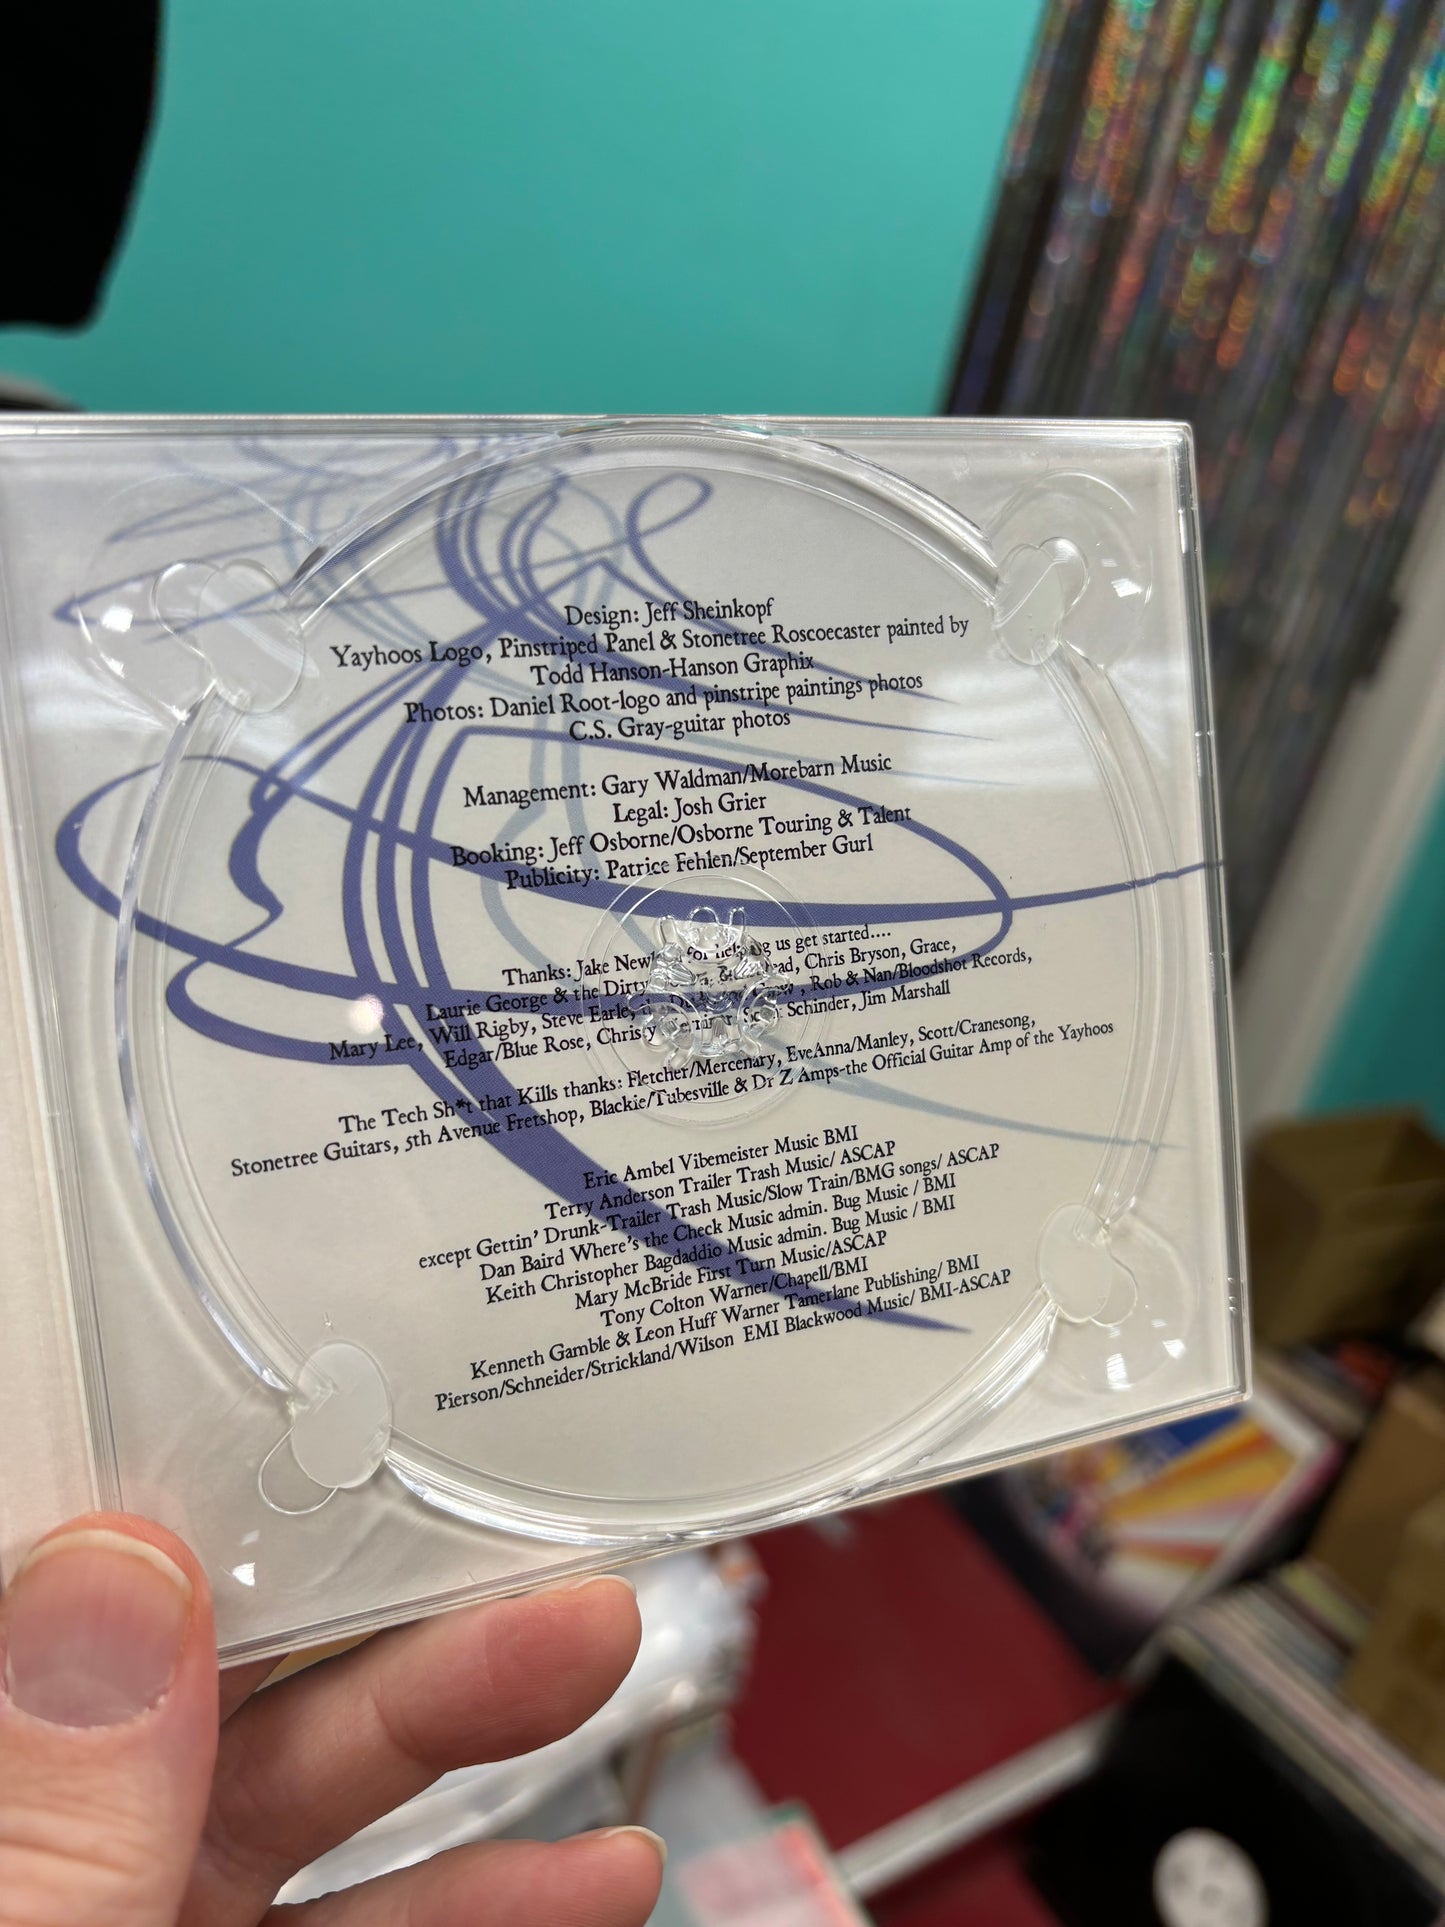 Design: Jeff Sheinkopf
Yayhoos Logo, Pinstriped Panel & Stonetree Roscoecaster painted by
Todd Hanson-Hanson Graphix
Photos: Daniel Root-logo and pinstripe paintings photos
C.S. Gray-guitar photos
Management: Gary Waldman/Morebarn Music
Legal: Josh Grier
Booking: Jeff Osborne/Osborne Touring & Talent
Publicity: Patrice Fehlen/September Gurl
Thanks: Jake for helping us get started....
Laurie George & the Dirty Chris Bryson, Grace,
Mary Lee, Will Rigby, Steve Earle, Rob & Nan/Bloodshot Records,
Edgar/Blue Rose, Chrissy Schinder, Jim Marshall
The Tech Sh*t that Kills thanks: Fletcher/Mercenary, EveAnna/Manley, Scott/Cranesong,
Stonetree Guitars, 5th Avenue Fretshop, Blackie/Tubesville & Dr Z Amps-the Official Guitar Amp of the Yayhoos
Eric Ambel Vibemeister Music BMI
Terry Anderson Trailer Trash Music/ ASCAP
except Gettin' Drunk-Trailer Trash Music/Slow Train/BMG songs/ ASCAP
Dan Baird Where's the Check Music admin. Bug Music / BMI
Keith Christopher Bagdaddio Music admin. Bug Music / BMI
Mary McBride First Turn Music/ASCAP
Tony Colton Warner/Chapell/BMI
Kenneth Gamble & Leon Huff Warner Tamerlane Publishing/ BMI
Pierson/Schneider/Strickland/Wilson EMI Blackwood Music/ BMI-ASCAP